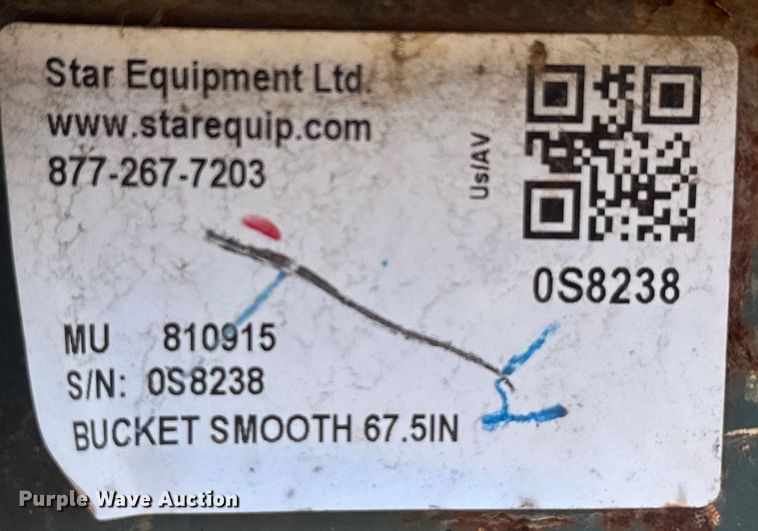 Star Equipment Ltd.
www.starequip.com
877-267-7203
Us/AV
0S8238
MU 810915
S/N: 0S8238
BUCKET SMOOTH 67.5IN
Purple Wave Auction